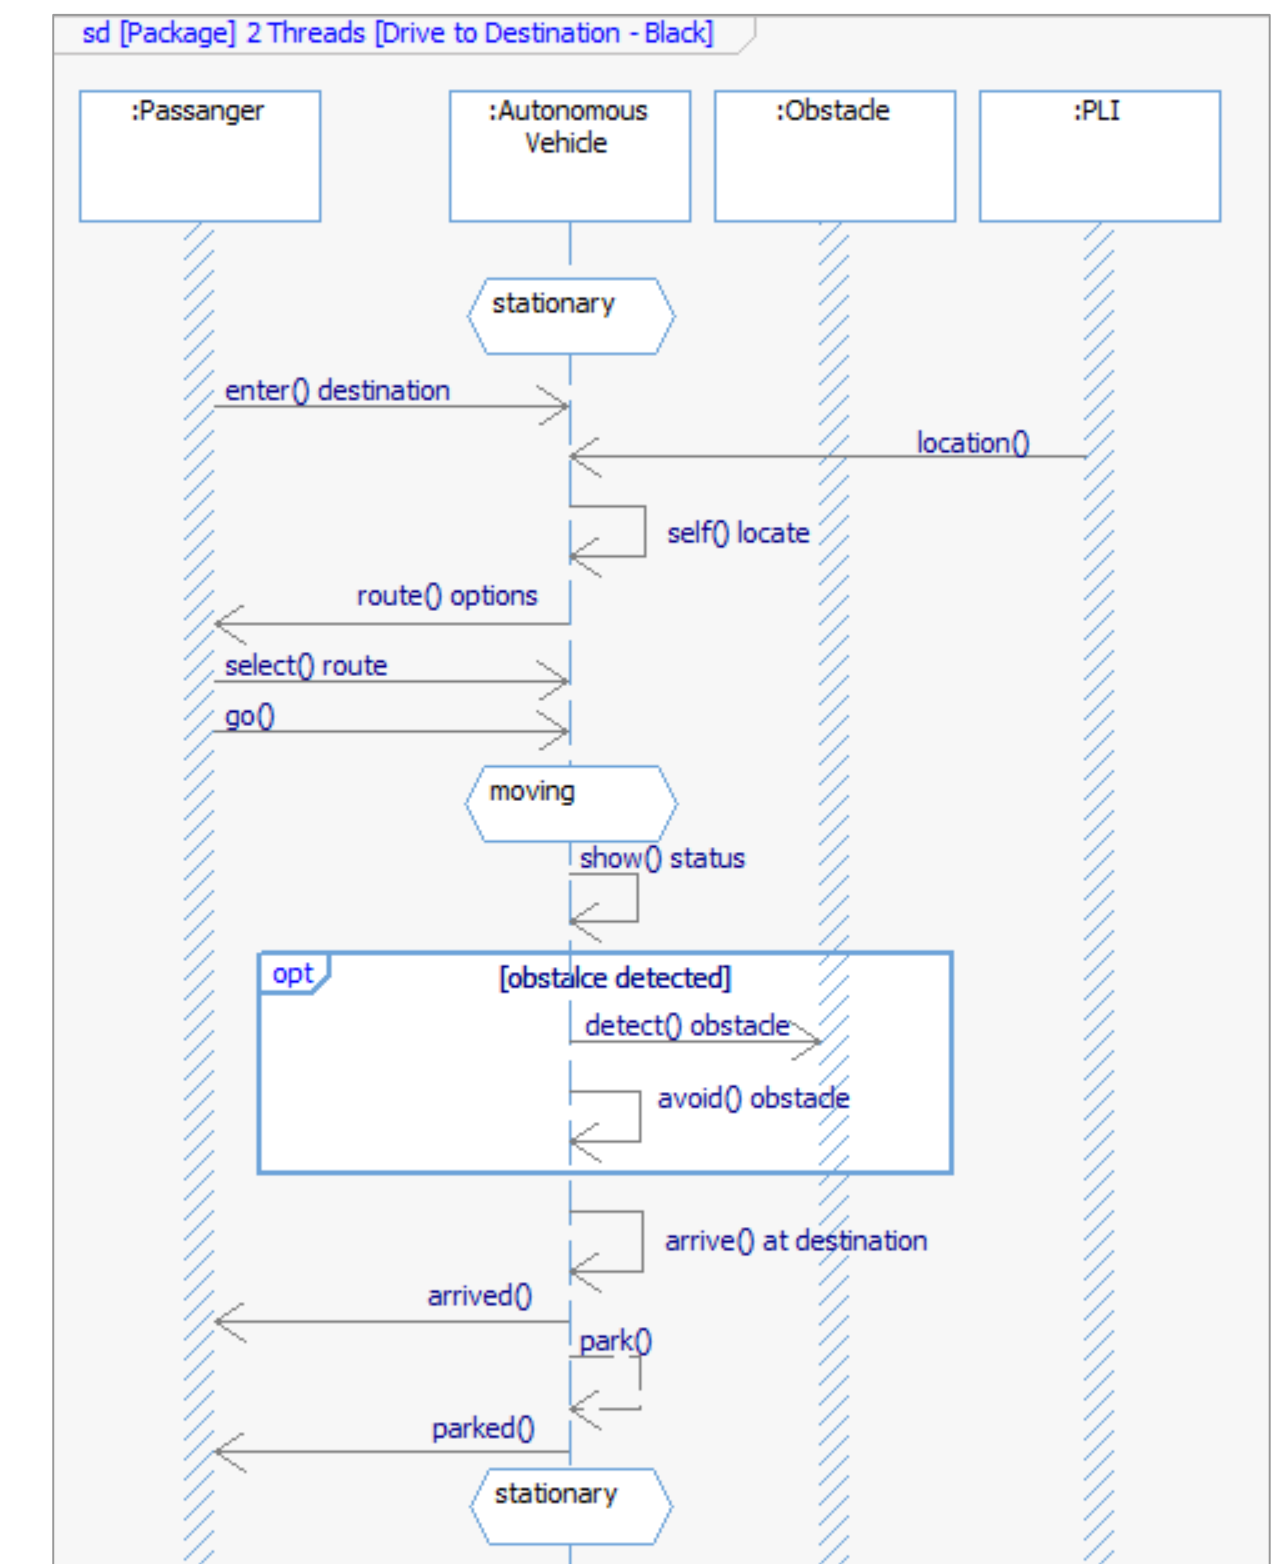 sd [Package] 2 Threads [Drive to Destination - Black]
:Passanger
:Autonomous
Vehicle
:Obstacle
:PLI
stationary
enter() destination
location()
self() locate
route() options
select() route
go()
moving
show() status
opt
[obstalce detected]
detect() obstacle
avoid() obstacle
arrive() at destination
arrived()
park()
parked()
stationary